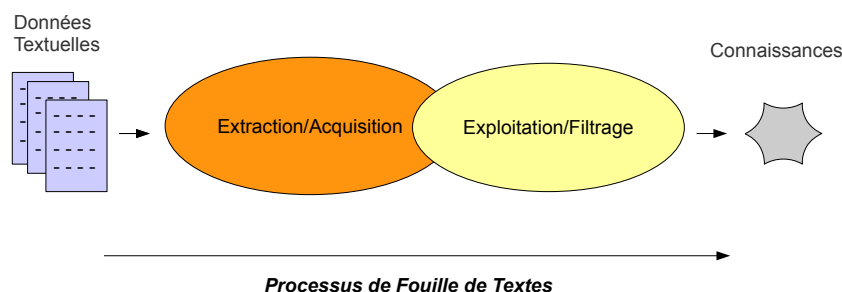 Données
Textuelles
Connaissances
Extraction/Acquisition
Exploitation/Filtrage
Processus de Fouille de Textes